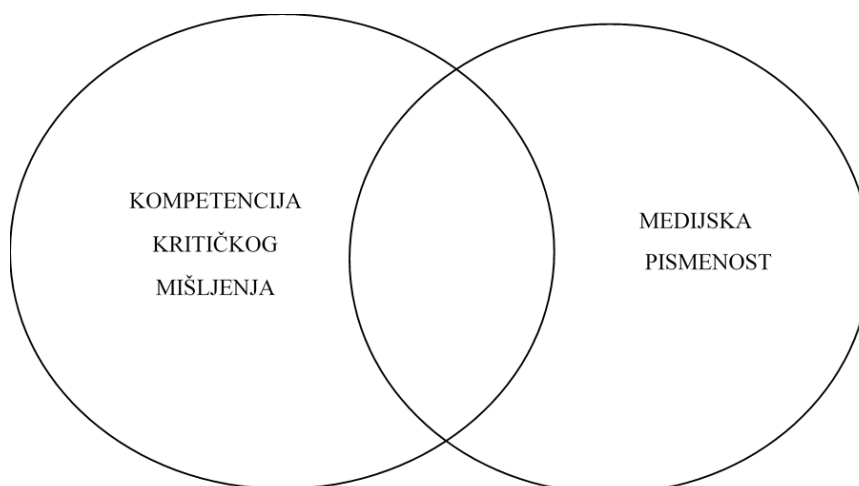 KOMPETENCIJA
KRITIČKOG
MIŠLJENJA
MEDIJSKA
PISMENOST